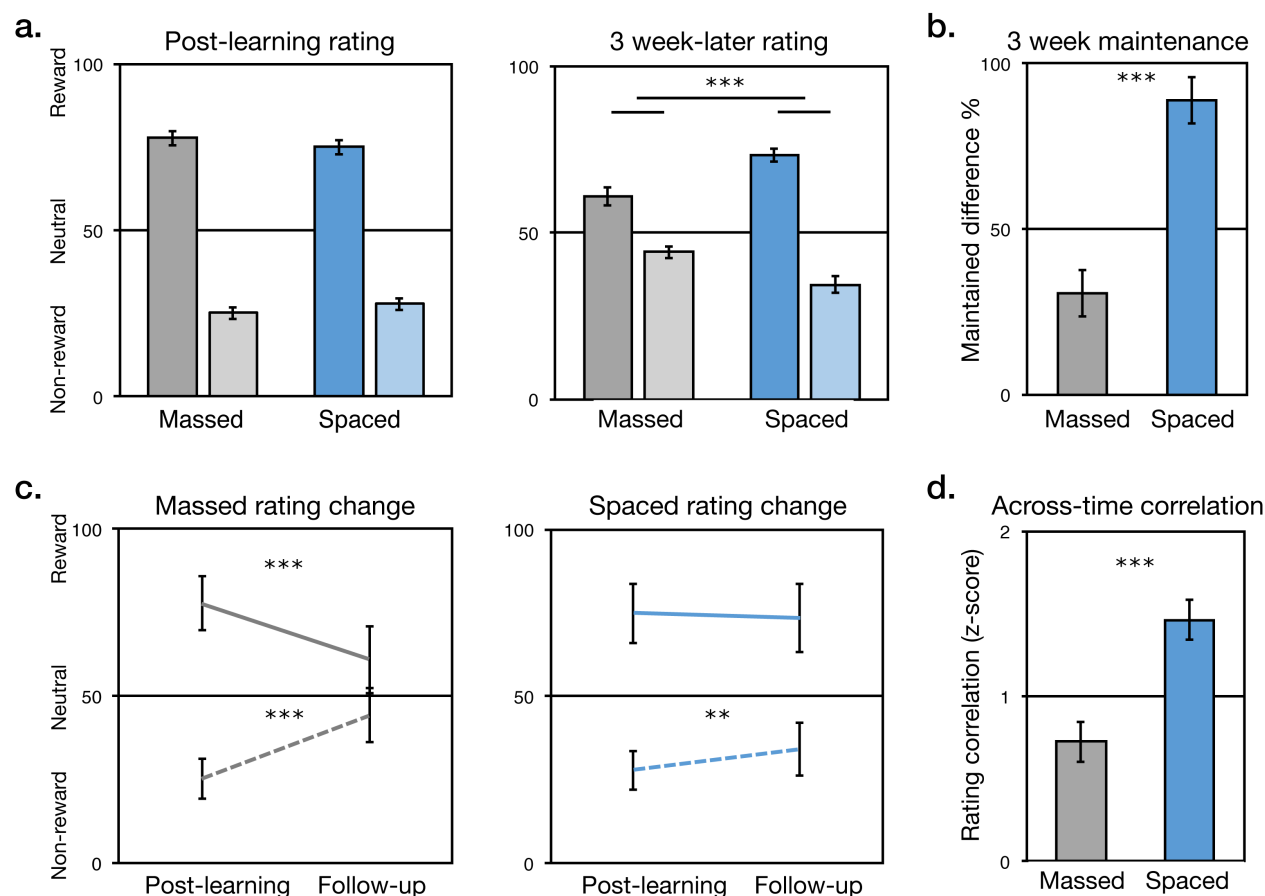 a.
Post-learning rating
Reward
Neutral
Non-reward
100
50
0
Massed
Spaced
3 week-later rating
100
50
0
***
Massed
Spaced
b.
3 week maintenance
Maintained difference %
100
50
0
***
Massed
Spaced
c.
Massed rating change
Reward
Neutral
Non-reward
100
50
0
***
***
Post-learning
Follow-up
Spaced rating change
100
50
0
**
Post-learning
Follow-up
d.
Across-time correlation
Rating correlation (z-score)
2
1
0
***
Massed
Spaced